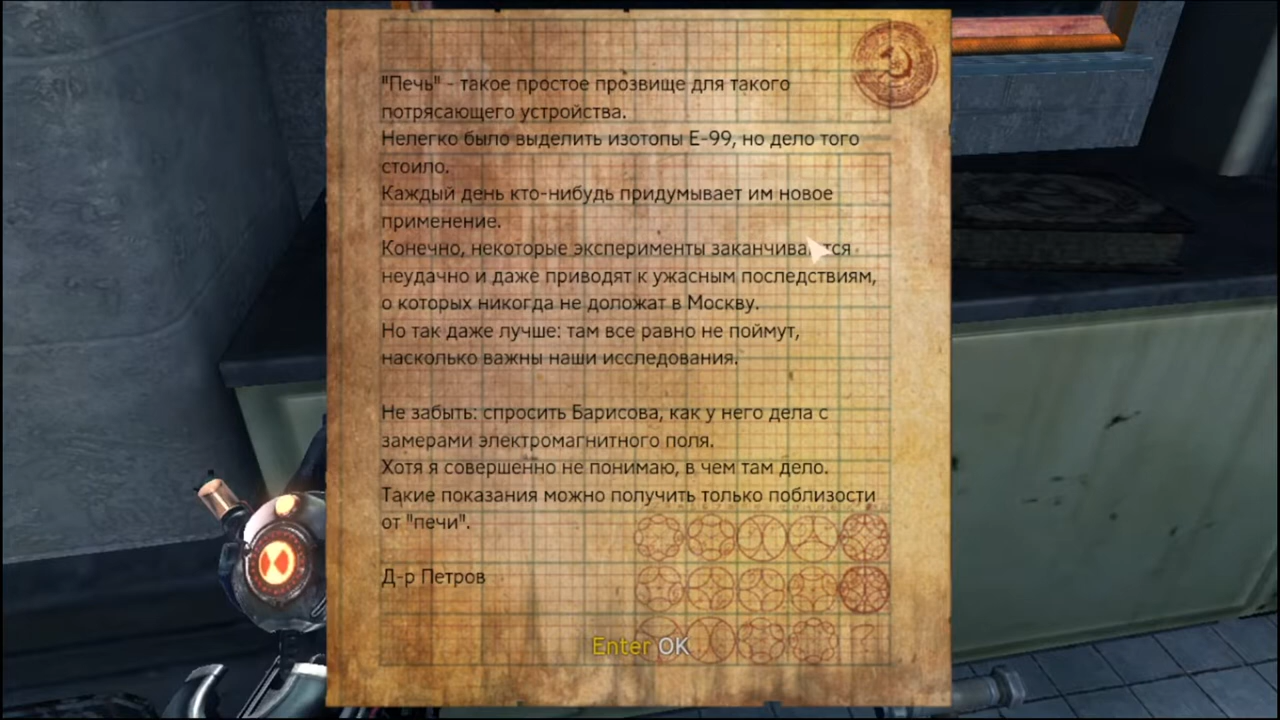 "Печь" - такое простое прозвище для такого
потрясающего устройства.
Нелегко было выделить изотопы Е-99, но дело того
стоило.
Каждый день кто-нибудь придумывает им новое
применение.
Конечно, некоторые эксперименты заканчиваются
неудачно и даже приводят к ужасным последствиям,
о которых никогда не доложат в Москву.
Но так даже лучше: там все равно не поймут,
насколько важны наши исследования.
Не забыть: спросить Барисова, как у него дела с
замерами электромагнитного поля.
Хотя я совершенно не понимаю, в чем там дело.
Такие показания можно получить только поблизости
от "печи".
Д-р Петров
Enter OK